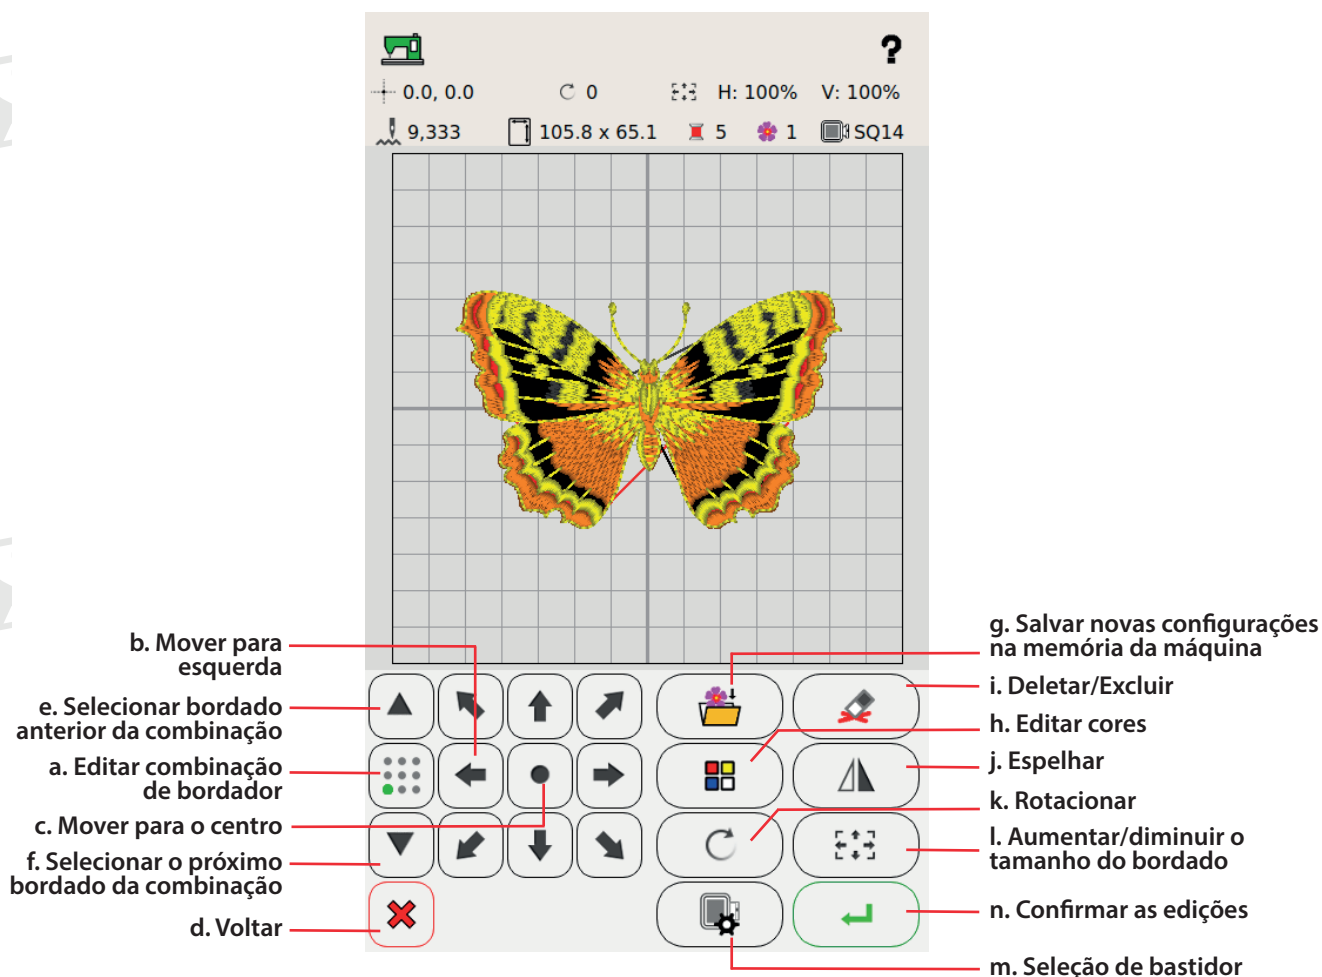 ?
0.0, 0.0 0 H: 100% V: 100%
9,333 105.8 x 65.1 5 1 SQ14
b. Mover para
esquerda
e. Selecionar bordado
anterior da combinação
a. Editar combinação
de bordador
c. Mover para o centro
f. Selecionar o próximo
bordado da combinação
d. Voltar
g. Salvar novas configurações
na memória da máquina
i. Deletar/Excluir
h. Editar cores
j. Espelhar
k. Rotacionar
l. Aumentar/diminuir o
tamanho do bordado
n. Confirmar as edições
m. Seleção de bastidor